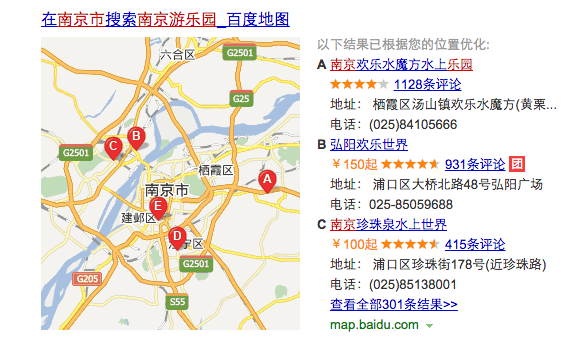 在南京市搜索南京游乐园_百度地图
六合区
G2501
G25
G2501
栖霞区
南京市
建邺区
G2501
G205
S55
A
B
C
D
E
以下结果已根据您的位置优化:
A 南京欢乐水魔方水上乐园
1128条评论
地址: 栖霞区汤山镇欢乐水魔方(黄栗...
电话: (025)84105666
B 弘阳欢乐世界
￥150起 931条评论 团
地址: 浦口区大桥北路48号弘阳广场
电话: 025-85059688
C 南京珍珠泉水上世界
￥100起 415条评论
地址: 浦口区珍珠街178号(近珍珠路)
电话: (025)85138001
查看全部301条结果>>
map.baidu.com